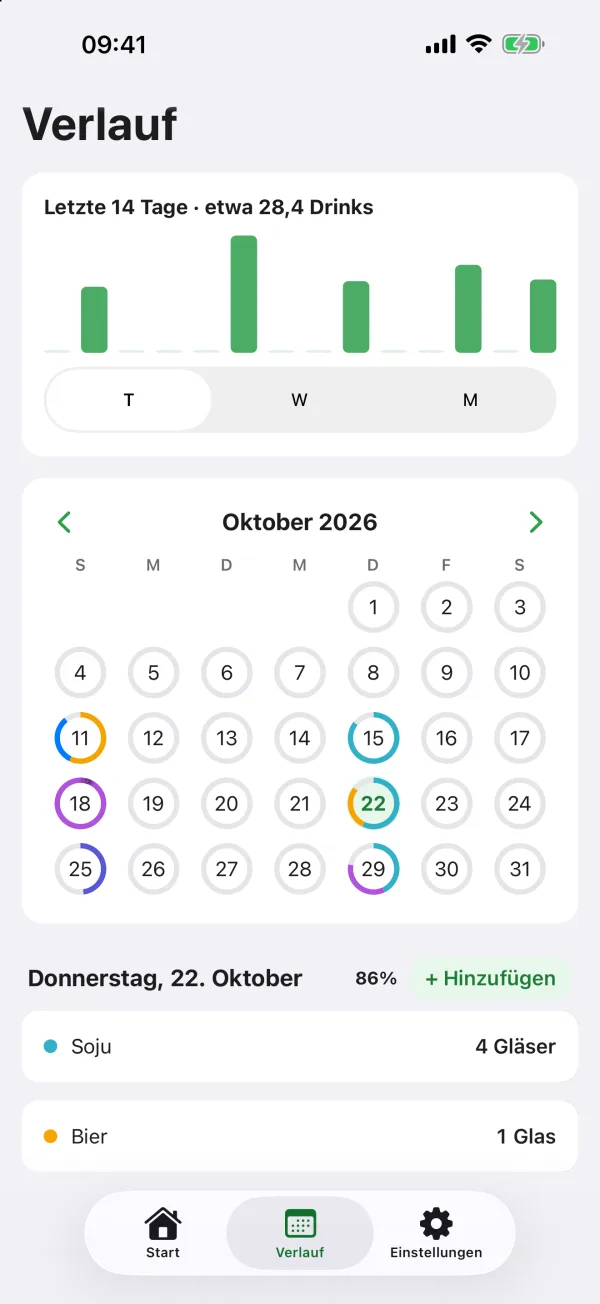 09:41
Verlauf
Letzte 14 Tage · etwa 28,4 Drinks
T W M
Oktober 2026
S M D M D F S
1 2 3
4 5 6 7 8 9 10
11 12 13 14 15 16 17
18 19 20 21 22 23 24
25 26 27 28 29 30 31
Donnerstag, 22. Oktober 86% + Hinzufügen
Soju 4 Gläser
Bier 1 Glas
Start Verlauf Einstellungen